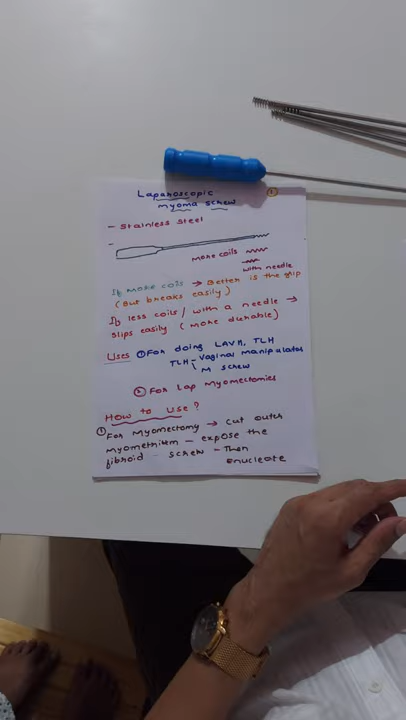 Laparoscopic ①
myoma screw
- Stainless steel
-
more coils
with needle
If more coils → Better is the grip
(But breaks easily)
If less coils / with a needle →
slips easily (more durable)
Uses ① For doing LAVH, TLH
TLH - Vaginal manipulator
\ M screw
② For Lap Myomectomies
How to Use?
① For Myomectomy → cut outer
myometrium - expose the
fibroid - screw - Then
enucleate